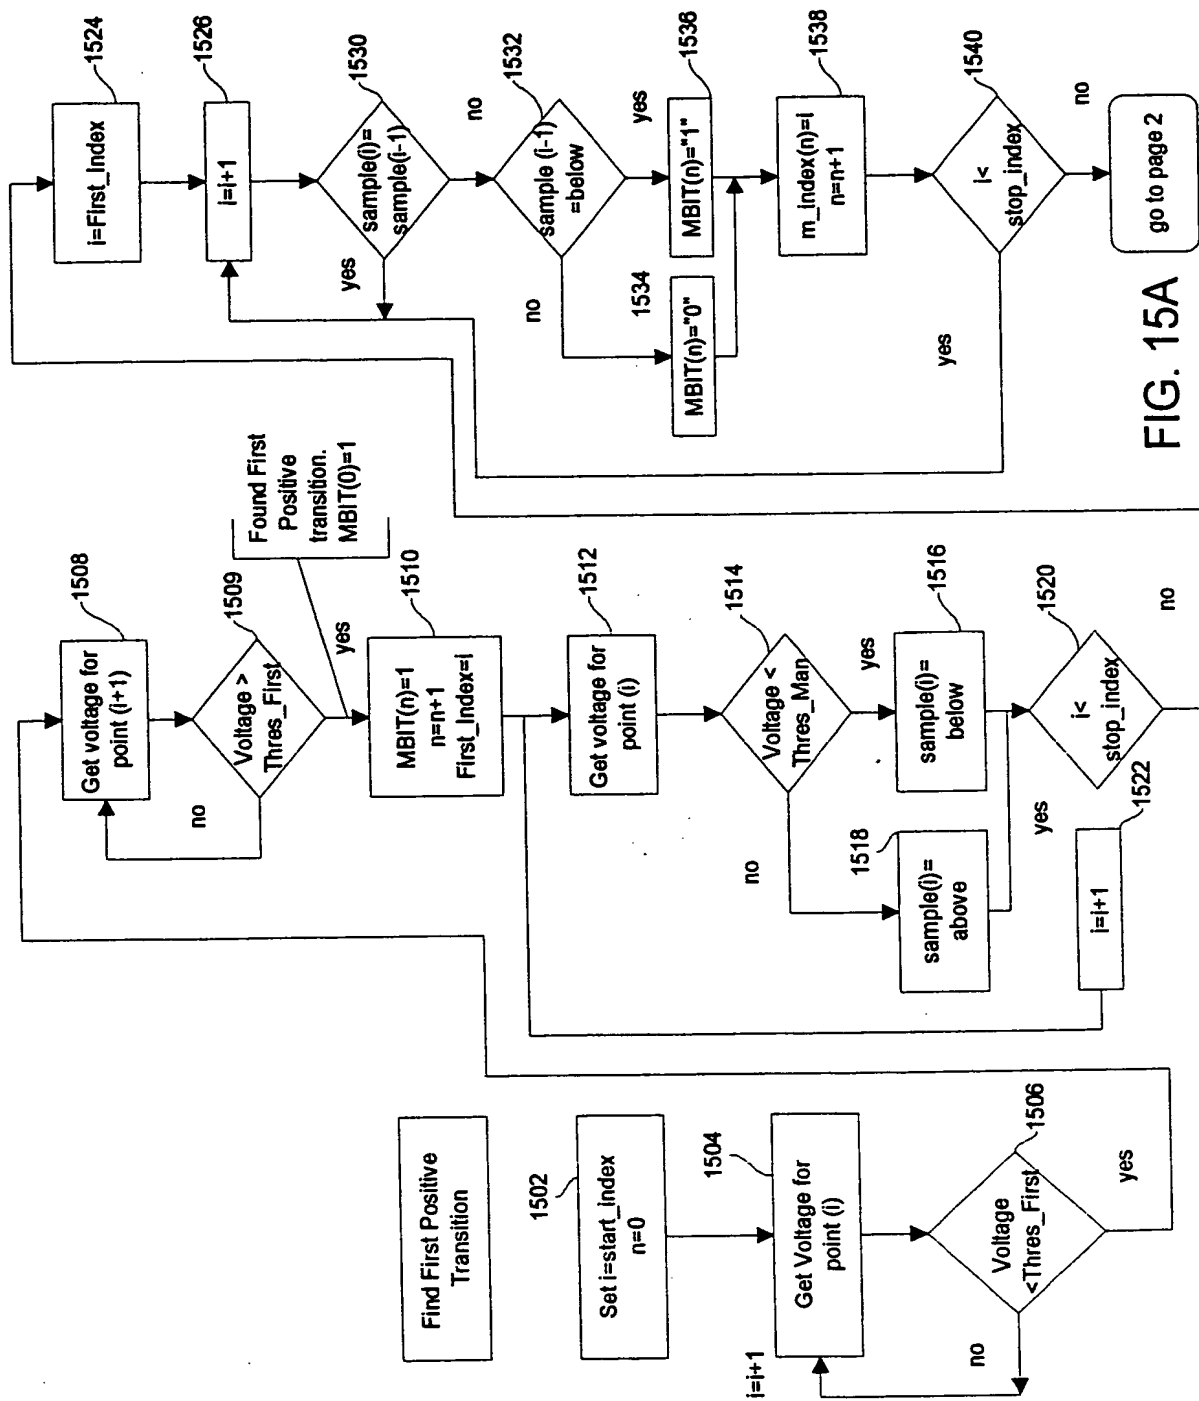 Find First Positive
Transition
1502
Set i=start_index
n=0
1504
Get Voltage for
point (i)
i=i+1
1506
Voltage
<Thres_First
no
yes
1508
Get voltage for
point (i+1)
1509
Voltage >
Thres_First
no
yes
Found First
Positive
transition.
MBIT(0)=1
1510
MBIT(n)=1
n=n+1
First_Index=i
1512
Get voltage for
point (i)
1514
Voltage <
Thres_Man
no
yes
1516
sample(i)=
below
1518
sample(i)=
above
1520
i<
stop_index
yes
no
1522
i=i+1
1524
i=First_Index
1526
i=i+1
1530
sample(i)=
sample(i-1)
yes
no
1532
sample (i-1)
=below
no
yes
1534
MBIT(n)="0"
1536
MBIT(n)="1"
1538
m_index(n)=i
n=n+1
1540
i<
stop_index
yes
no
go to page 2
FIG. 15A